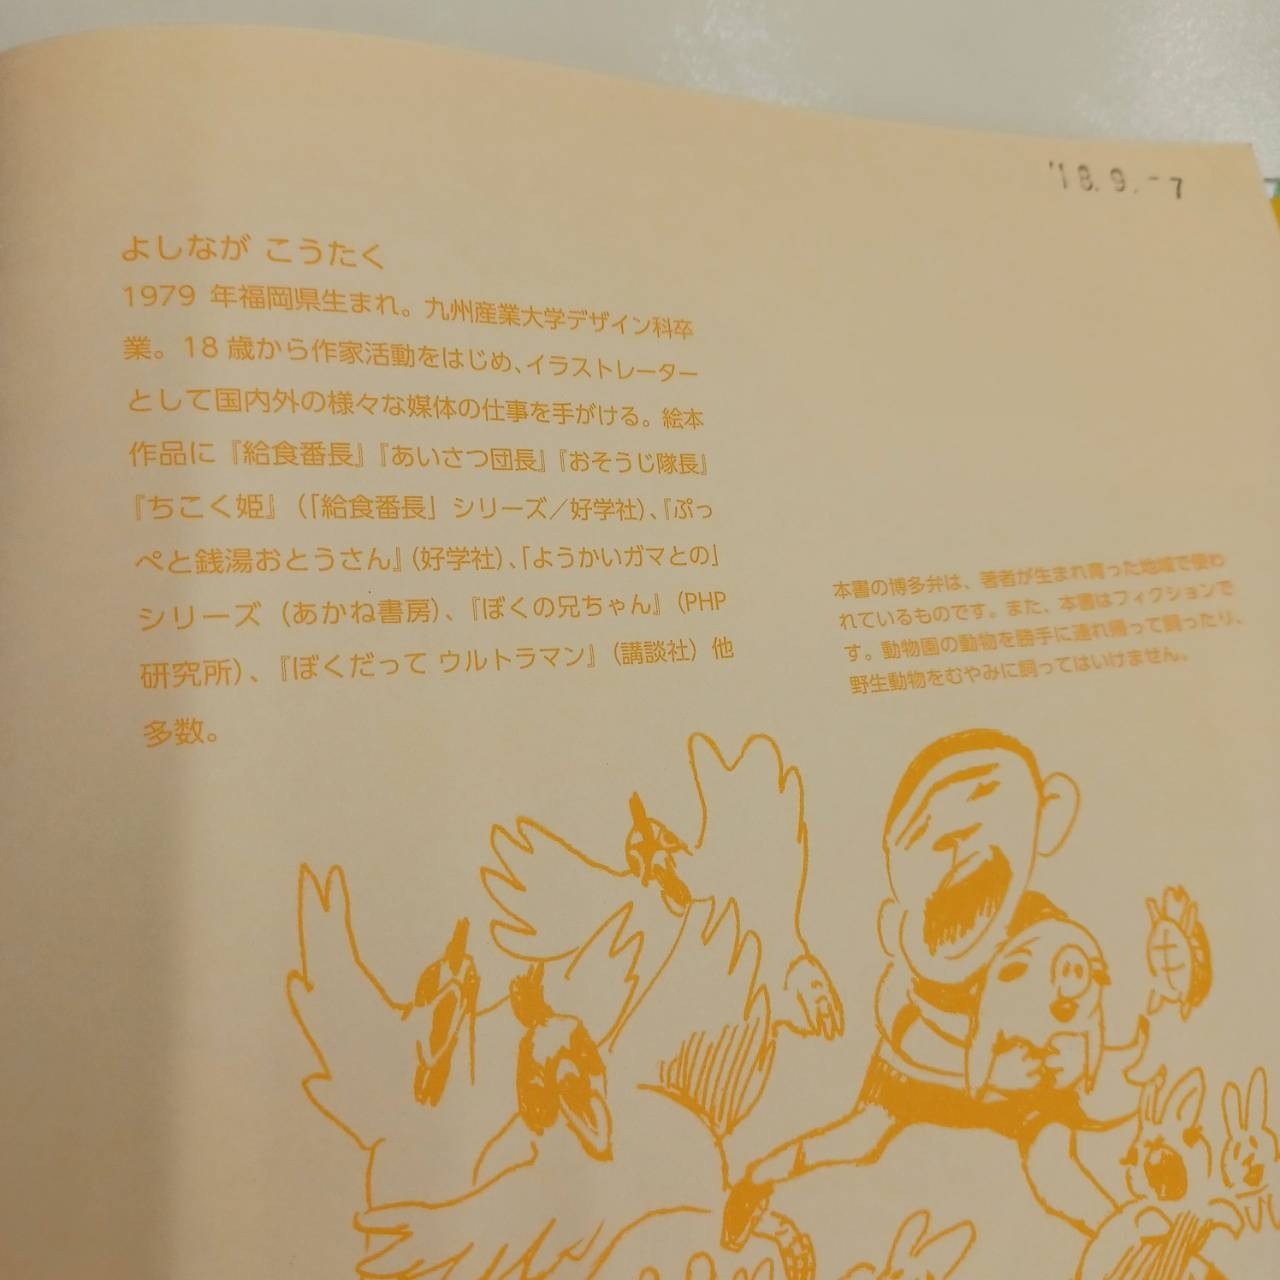 '18.9.-7
よしなが こうたく
1979 年福岡県生まれ。九州産業大学デザイン科卒
業。18 歳から作家活動をはじめ、イラストレーター
として国内外の様々な媒体の仕事を手がける。絵本
作品に『給食番長』『あいさつ団長』『おそうじ隊長』
『ちこく姫』（「給食番長」シリーズ／好学社）、『ぷっ
ぺと銭湯おとうさん』（好学社）、「ようかいガマとの」
シリーズ（あかね書房）、『ぼくの兄ちゃん』（PHP
研究所）、『ぼくだって ウルトラマン』（講談社）他
多数。
本書の博多弁は、著者が生まれ育った地域で使わ
れているものです。また、本書はフィクションで
す。動物園の動物を勝手に連れ帰って飼ったり、
野生動物をむやみに飼ってはいけません。